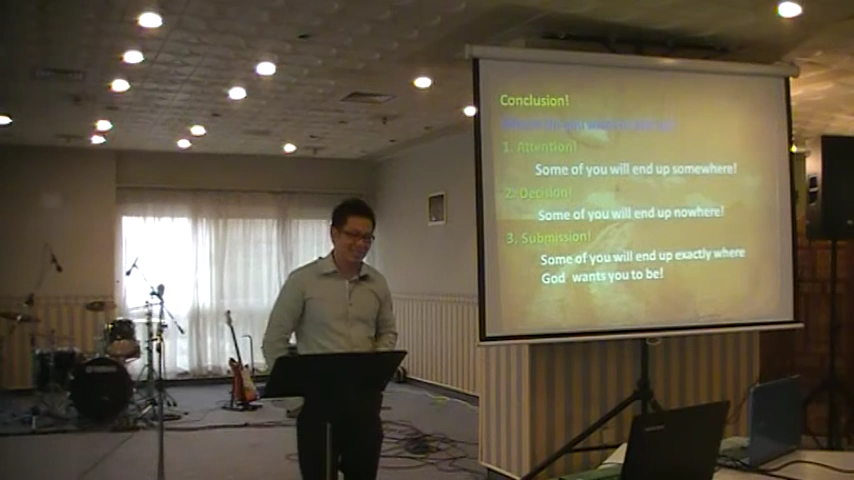 Conclusion!
1. Attention!
Some of you will end up somewhere!
2. Decision!
Some of you will end up nowhere!
3. Submission!
Some of you will end up exactly where
God wants you to be!